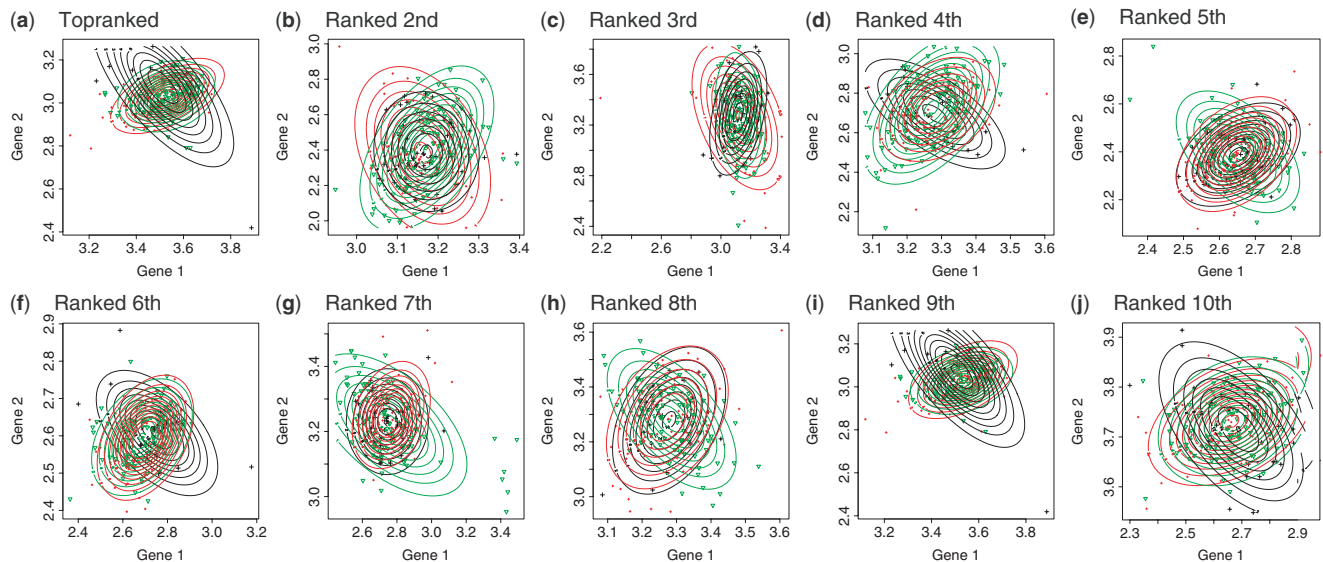 (a) Topranked
Gene 2
3.2
3.0
2.8
2.6
2.4
3.2 3.4 3.6 3.8
Gene 1
(b) Ranked 2nd
Gene 2
3.0
2.8
2.6
2.4
2.2
2.0
3.0 3.1 3.2 3.3 3.4
Gene 1
(c) Ranked 3rd
Gene 2
3.6
3.2
2.8
2.4
2.2 2.6 3.0 3.4
Gene 1
(d) Ranked 4th
Gene 2
3.0
2.8
2.6
2.4
2.2
3.1 3.2 3.3 3.4 3.5 3.6
Gene 1
(e) Ranked 5th
Gene 2
2.8
2.6
2.4
2.2
2.4 2.5 2.6 2.7 2.8
Gene 1
(f) Ranked 6th
Gene 2
2.9
2.8
2.7
2.6
2.5
2.4
2.4 2.6 2.8 3.0 3.2
Gene 1
(g) Ranked 7th
Gene 2
3.4
3.2
3.0
2.6 2.8 3.0 3.2 3.4
Gene 1
(h) Ranked 8th
Gene 2
3.6
3.5
3.4
3.3
3.2
3.1
3.0
3.1 3.2 3.3 3.4 3.5 3.6
Gene 1
(i) Ranked 9th
Gene 2
3.2
3.0
2.8
2.6
2.4
3.2 3.4 3.6 3.8
Gene 1
(j) Ranked 10th
Gene 2
3.9
3.8
3.7
3.6
2.3 2.5 2.7 2.9
Gene 1